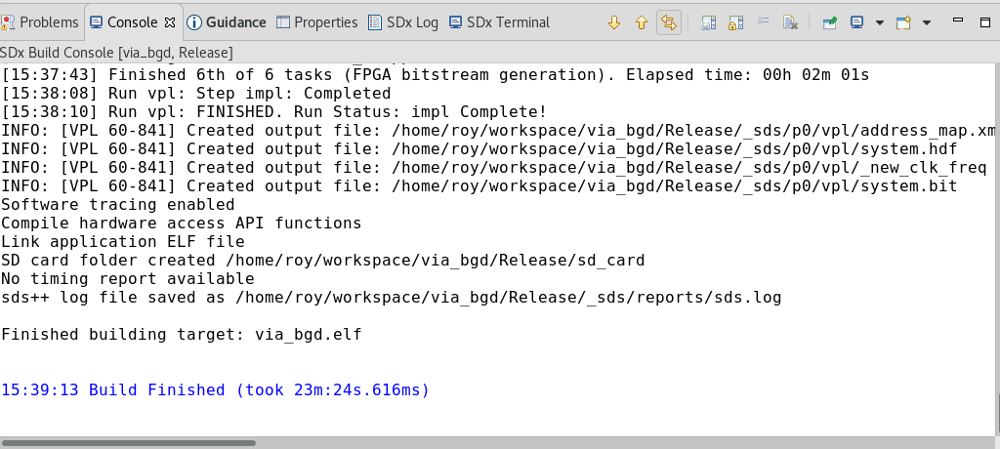 Problems Console Guidance Properties SDx Log SDx Terminal
SDx Build Console [via_bgd, Release]
[15:37:43] Finished 6th of 6 tasks (FPGA bitstream generation). Elapsed time: 00h 02m 01s
[15:38:08] Run vpl: Step impl: Completed
[15:38:10] Run vpl: FINISHED. Run Status: impl Complete!
INFO: [VPL 60-841] Created output file: /home/roy/workspace/via_bgd/Release/_sds/p0/vpl/address_map.xm
INFO: [VPL 60-841] Created output file: /home/roy/workspace/via_bgd/Release/_sds/p0/vpl/system.hdf
INFO: [VPL 60-841] Created output file: /home/roy/workspace/via_bgd/Release/_sds/p0/vpl/_new_clk_freq
INFO: [VPL 60-841] Created output file: /home/roy/workspace/via_bgd/Release/_sds/p0/vpl/system.bit
Software tracing enabled
Compile hardware access API functions
Link application ELF file
SD card folder created /home/roy/workspace/via_bgd/Release/sd_card
No timing report available
sds++ log file saved as /home/roy/workspace/via_bgd/Release/_sds/reports/sds.log
Finished building target: via_bgd.elf
15:39:13 Build Finished (took 23m:24s.616ms)